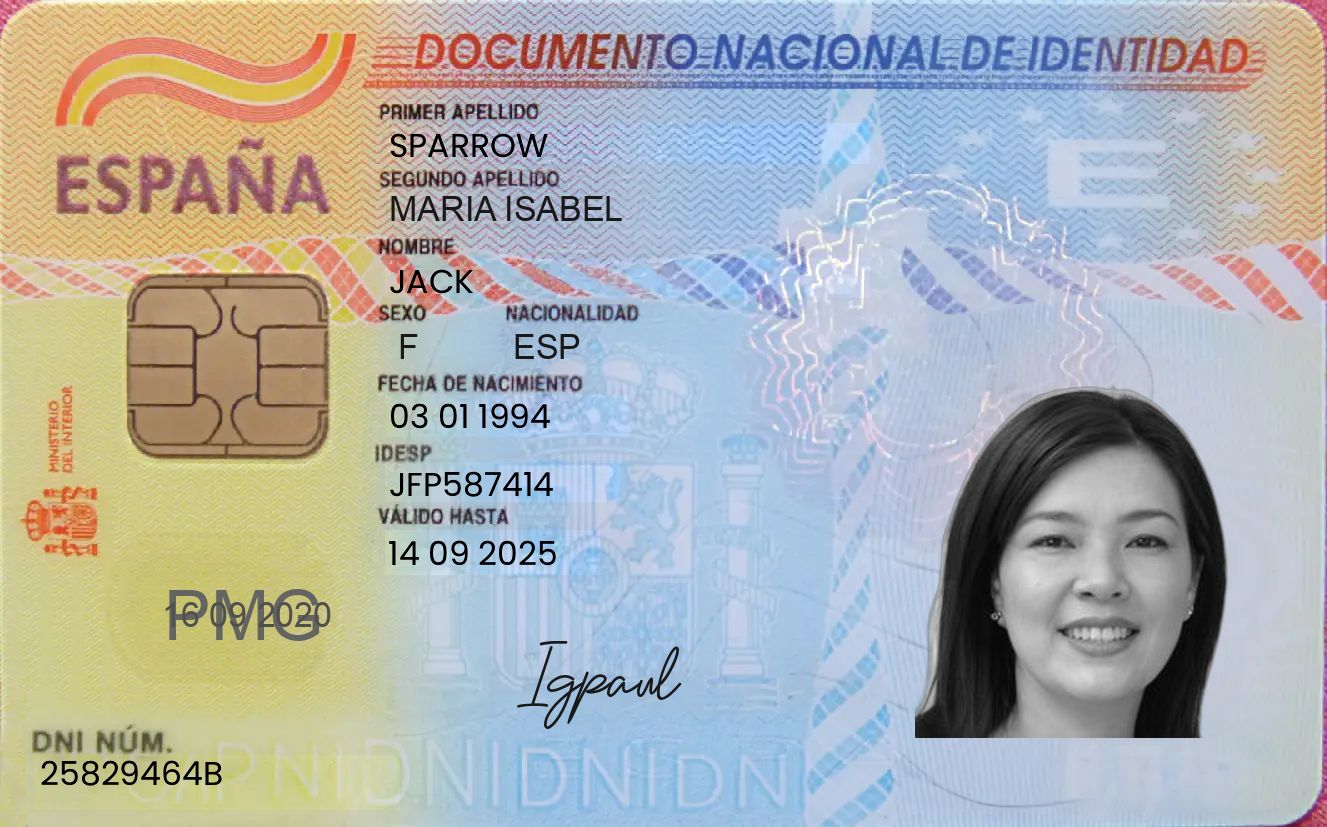 DOCUMENTO NACIONAL DE IDENTIDAD
ESPAÑA
PRIMER APELLIDO
SPARROW
SEGUNDO APELLIDO
MARIA ISABEL
NOMBRE
JACK
SEXO NACIONALIDAD
F ESP
FECHA DE NACIMIENTO
03 01 1994
IDESP
JFP587414
VÁLIDO HASTA
14 09 2025
MINISTERIO
DEL INTERIOR
E
16 09 2020
PMG
Igpaul
DNI NÚM.
25829464B
DNIDNIDNIDNI